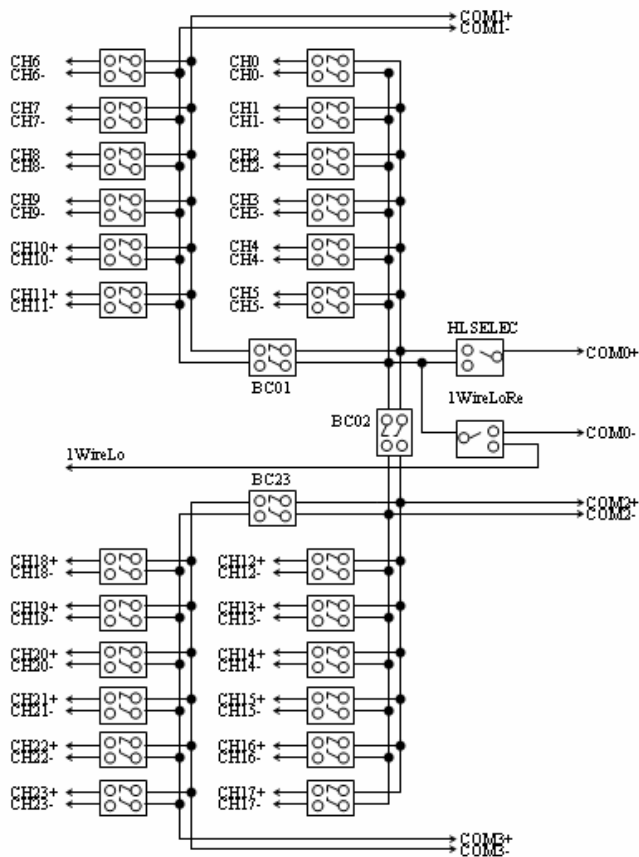 COM1+
COM1-
CH6
CH6-
CH7
CH7-
CH8
CH8-
CH9
CH9-
CH10+
CH10-
CH11+
CH11-
CH0
CH0-
CH1
CH1-
CH2
CH2-
CH3
CH3-
CH4
CH4-
CH5
CH5-
HLSELEC
COM0+
BC01
1WireLoRe
BC02
COM0-
1WireLo
BC23
COM2+
COM2-
CH18+
CH18-
CH19+
CH19-
CH20+
CH20-
CH21+
CH21-
CH22+
CH22-
CH23+
CH23-
CH12+
CH12-
CH13+
CH13-
CH14+
CH14-
CH15+
CH15-
CH16+
CH16-
CH17+
CH17-
COM3+
COM3-